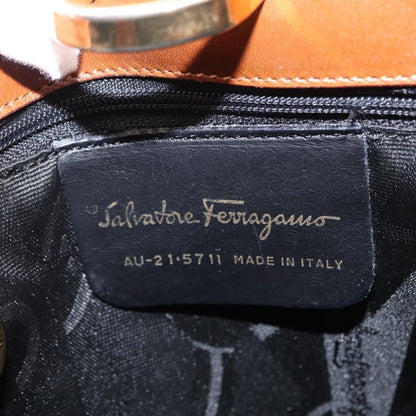 Salvatore Ferragamo
AU-21·5711 MADE IN ITALY